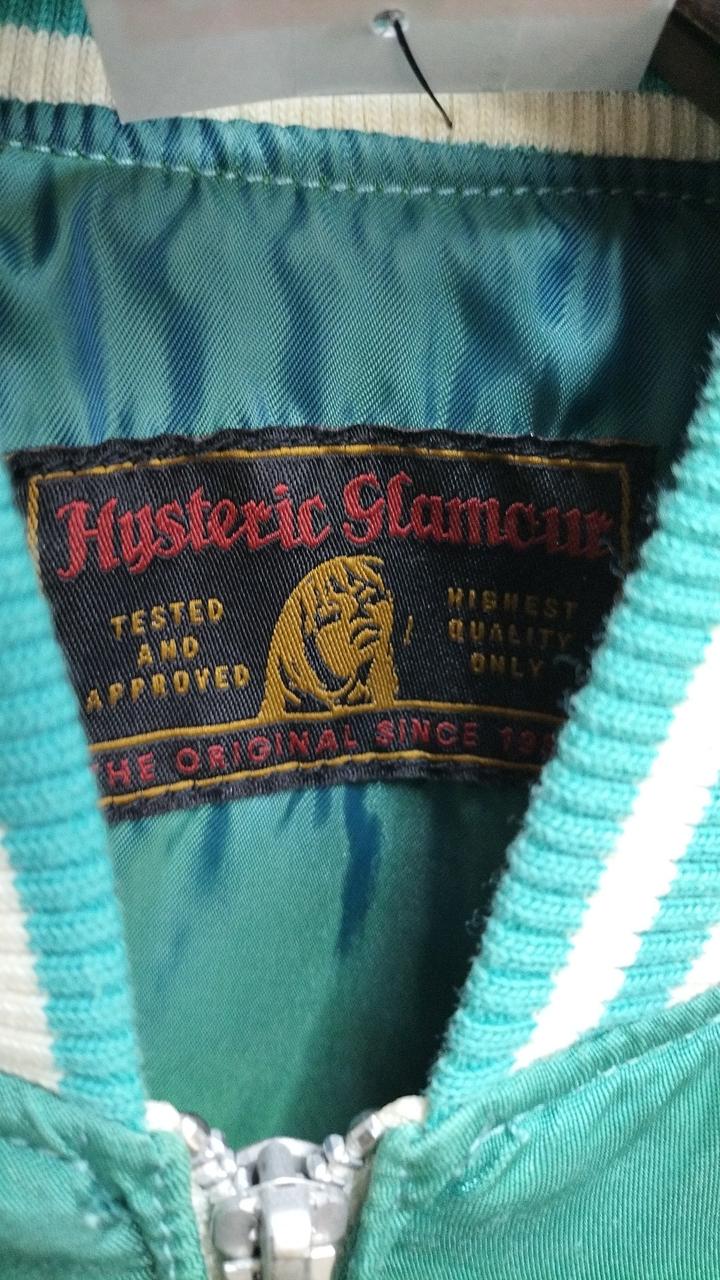 Hysteric Glamour
TESTED
AND
APPROVED
HIGHEST
QUALITY
ONLY
THE ORIGINAL SINCE